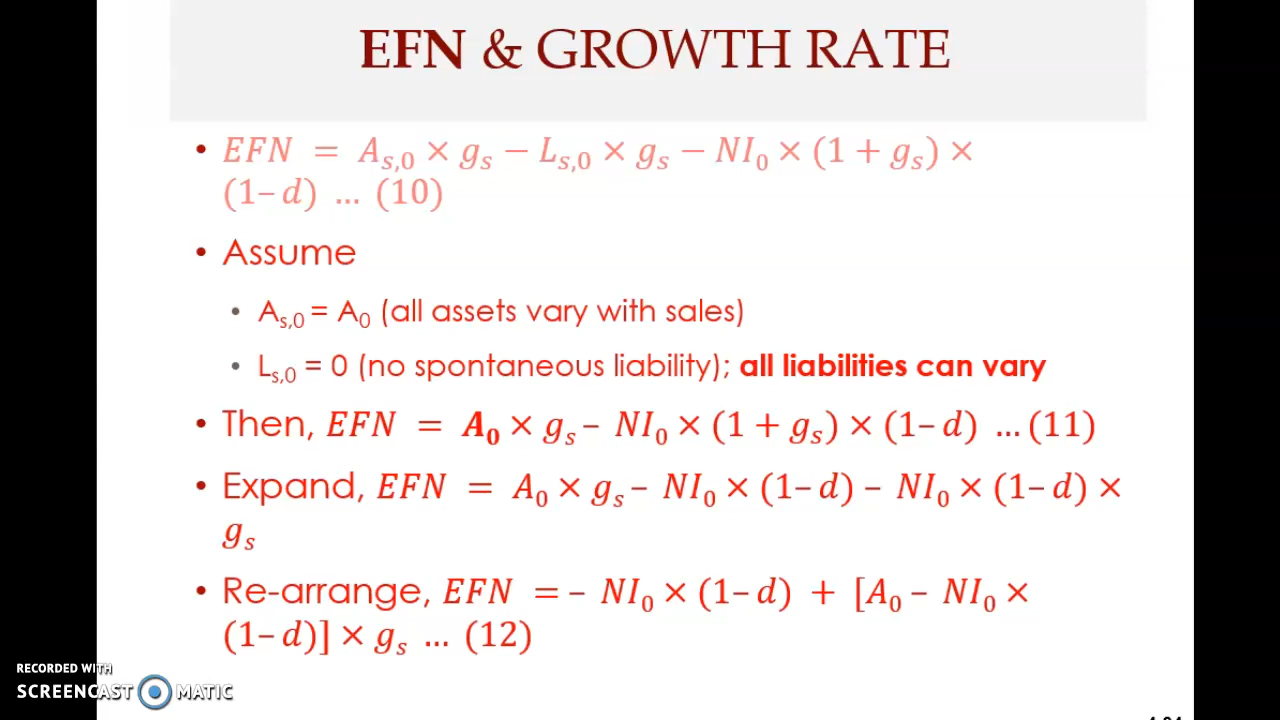 EFN & GROWTH RATE
• EFN = A_{s,0} × g_s − L_{s,0} × g_s − NI_0 × (1 + g_s) ×
(1– d) … (10)
• Assume
• A_{s,0} = A_0 (all assets vary with sales)
• L_{s,0} = 0 (no spontaneous liability); all liabilities can vary
• Then, EFN = A_0 × g_s – NI_0 × (1 + g_s) × (1– d) …(11)
• Expand, EFN = A_0 × g_s – NI_0 × (1– d) – NI_0 × (1– d) ×
g_s
• Re-arrange, EFN = – NI_0 × (1– d) + [A_0 – NI_0 ×
(1– d)] × g_s … (12)
RECORDED WITH
SCREENCAST MATIC